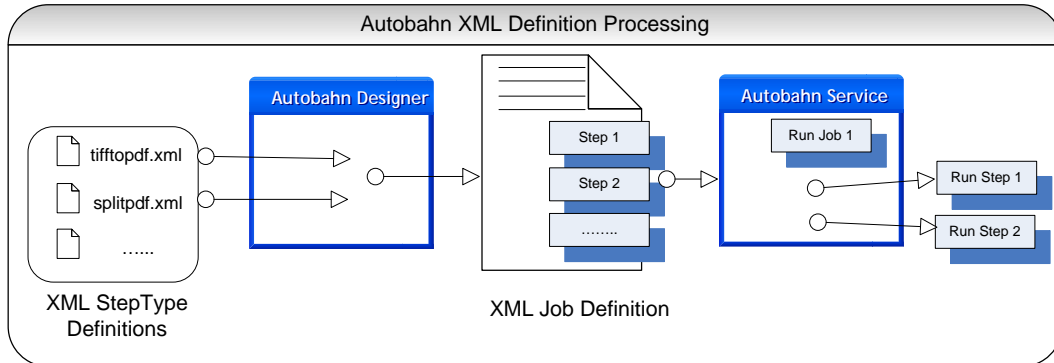 Autobahn XML Definition Processing
tifftopdf.xml
splitpdf.xml
…...
XML StepType
Definitions
Autobahn Designer
Step 1
Step 2
……..
XML Job Definition
Autobahn Service
Run Job 1
Run Step 1
Run Step 2